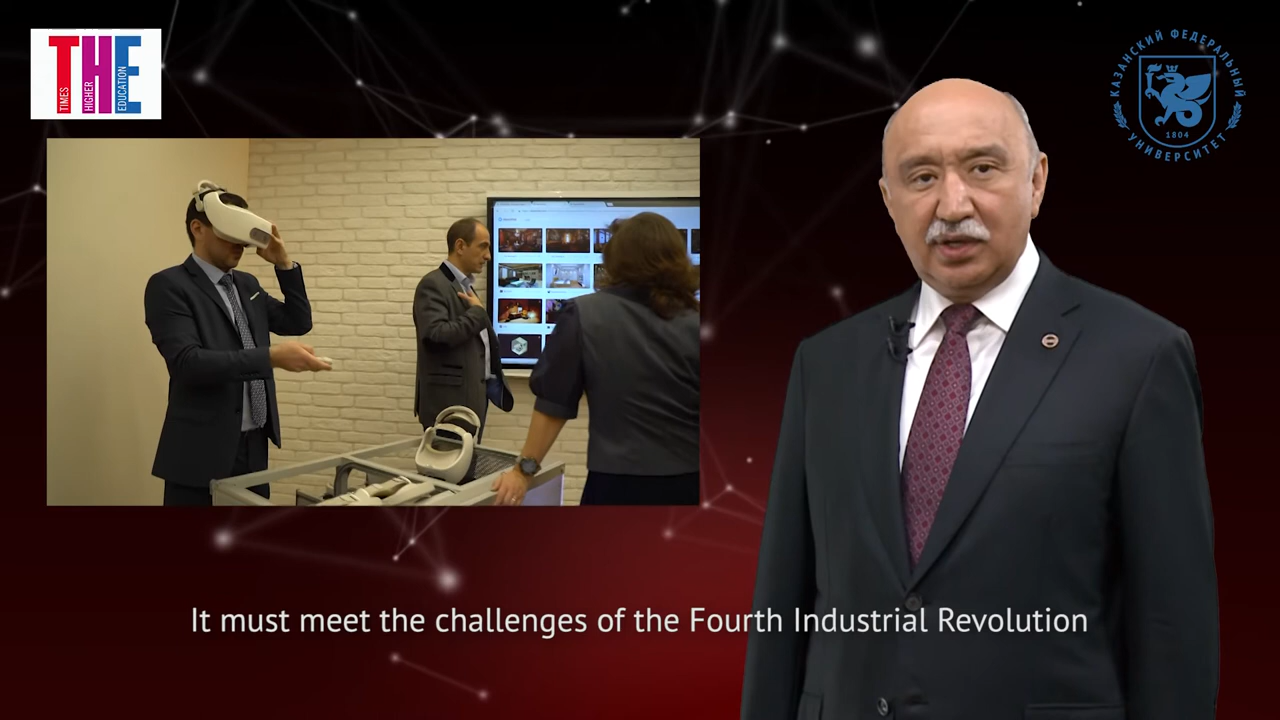 THE
TIMES
HIGHER
EDUCATION
КАЗАНСКИЙ ФЕДЕРАЛЬНЫЙ
1804
УНИВЕРСИТЕТ
It must meet the challenges of the Fourth Industrial Revolution